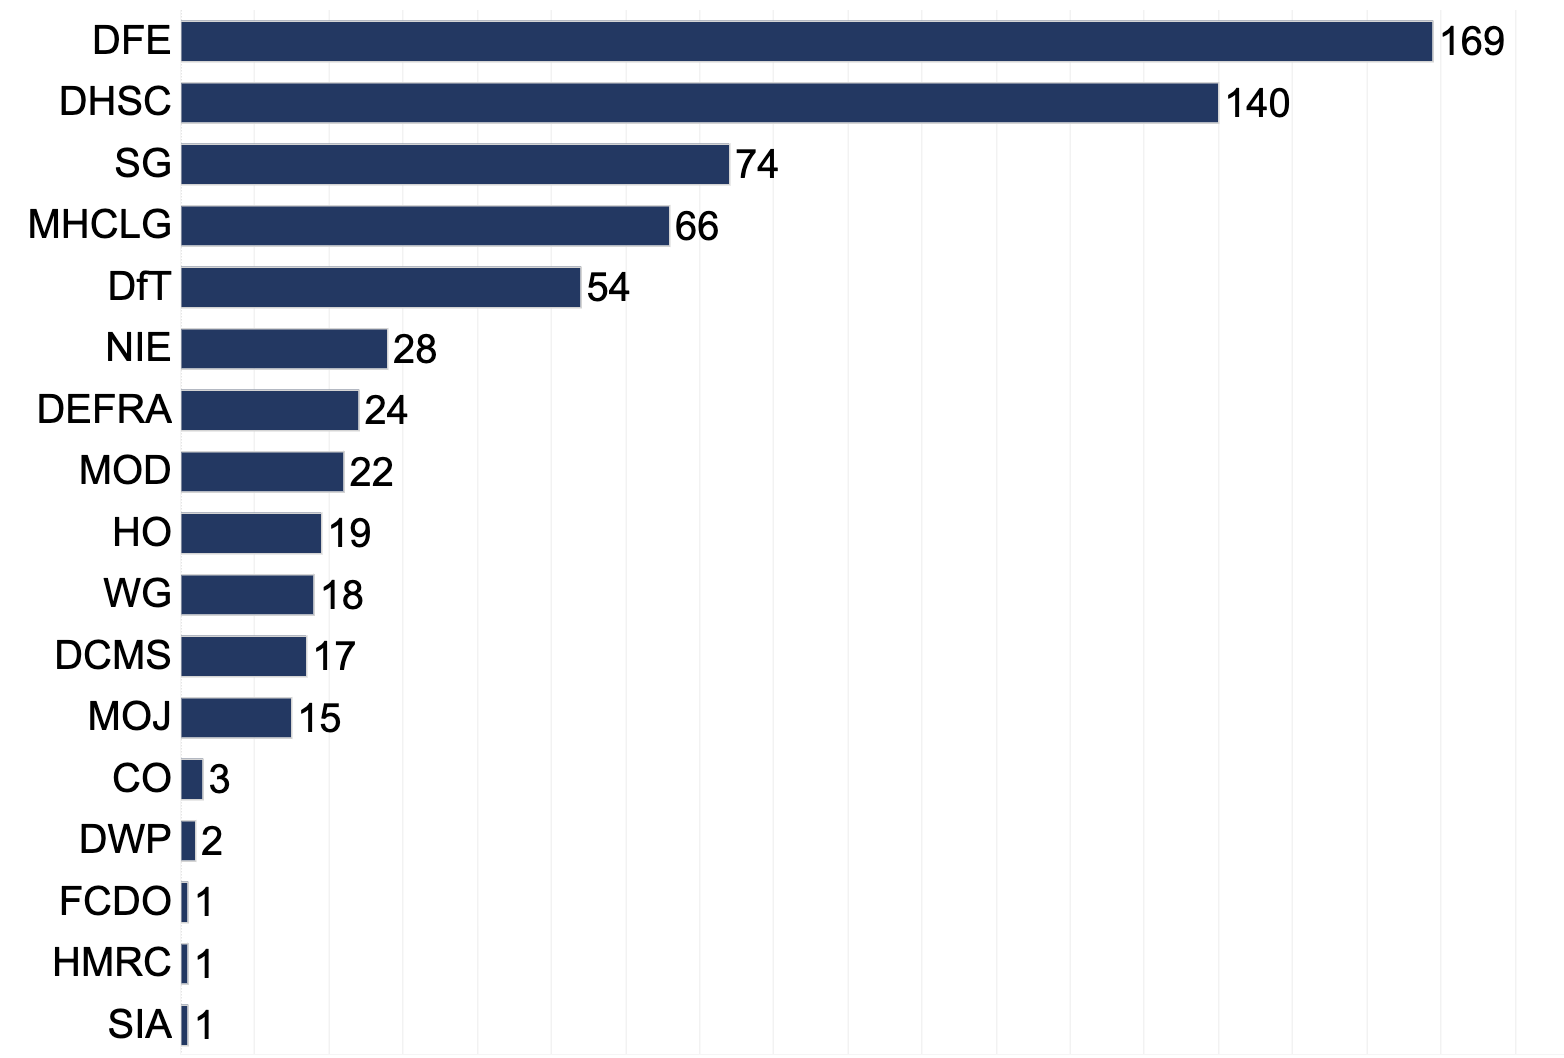 DFE 169
DHSC 140
SG 74
MHCLG 66
DfT 54
NIE 28
DEFRA 24
MOD 22
HO 19
WG 18
DCMS 17
MOJ 15
CO 3
DWP 2
FCDO 1
HMRC 1
SIA 1